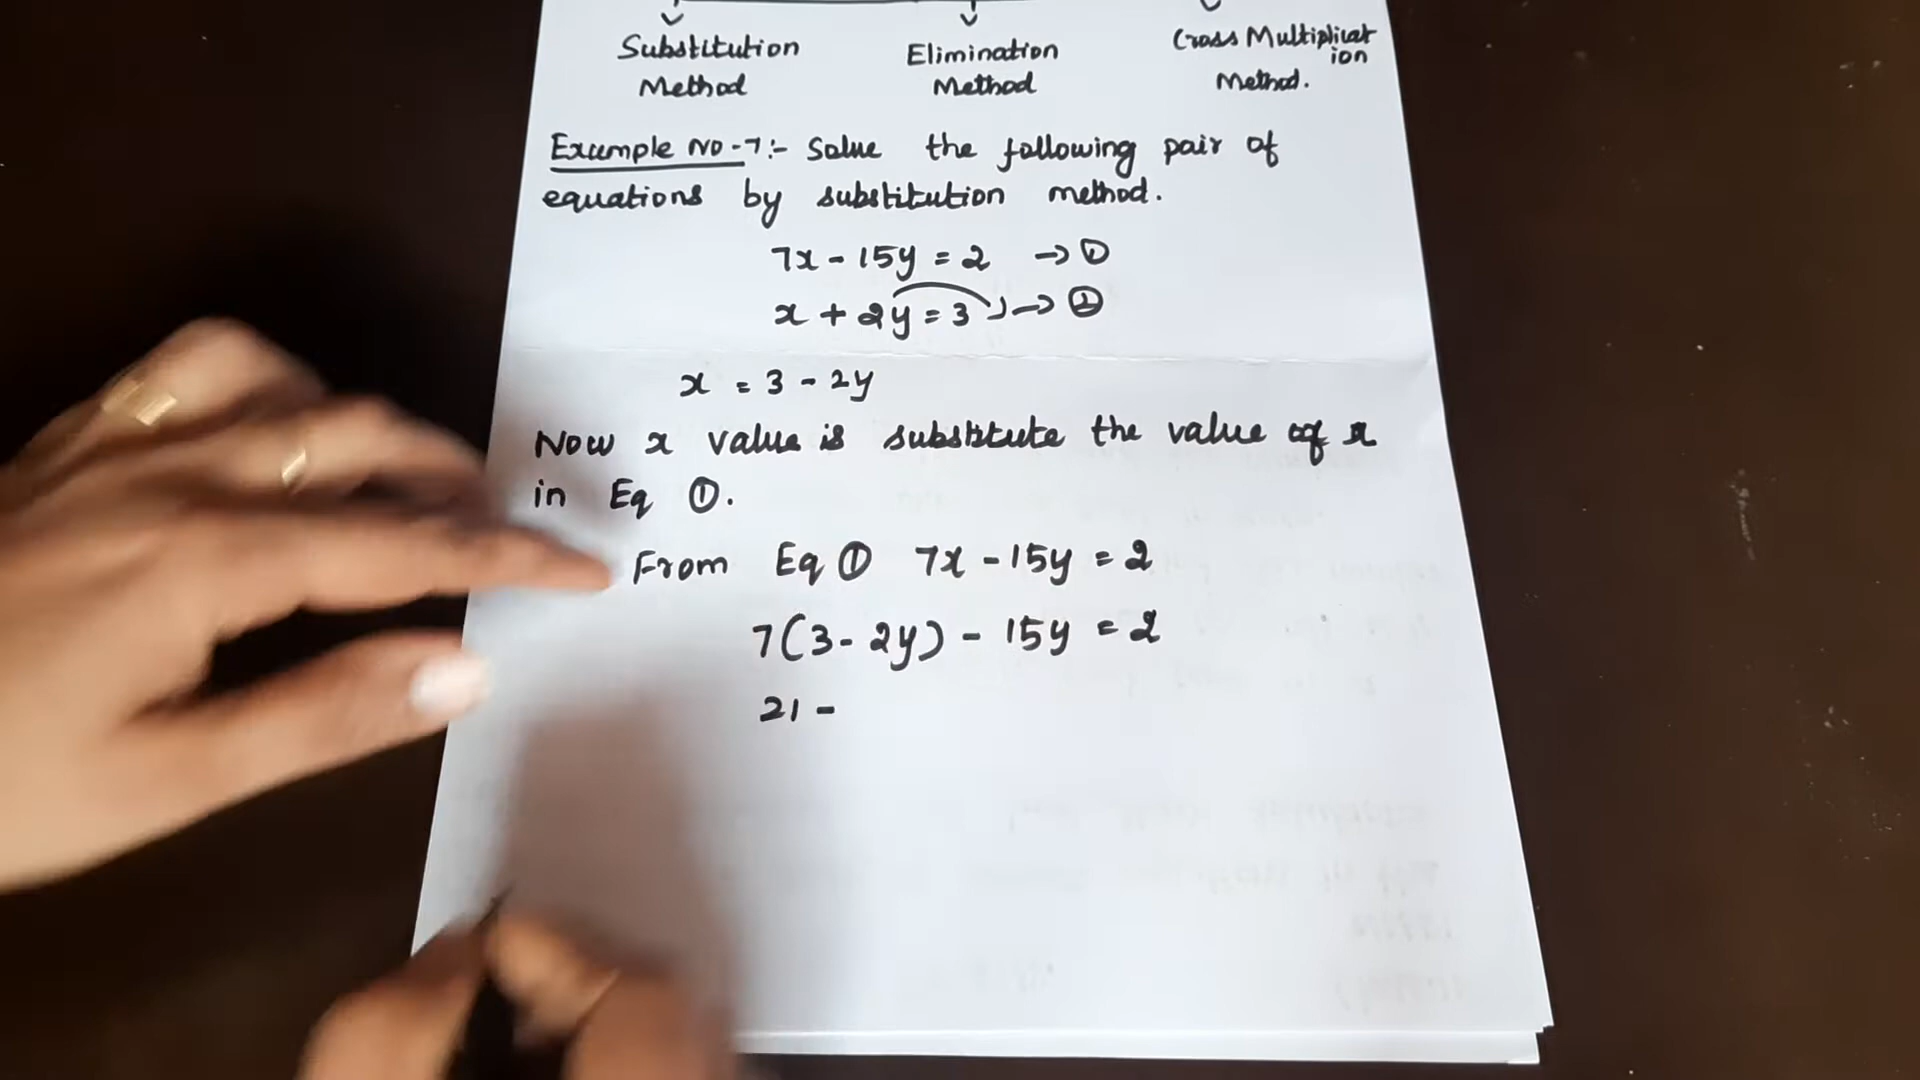 Substitution Method
Elimination Method
Cross Multiplication Method.
Example NO-7:- Solve the following pair of
equations by substitution method.
7x - 15y = 2 → ①
x + 2y = 3 → ②
x = 3 - 2y
Now x value is substitute the value of x
in Eq ①.
From Eq ① 7x - 15y = 2
7(3 - 2y) - 15y = 2
21 -